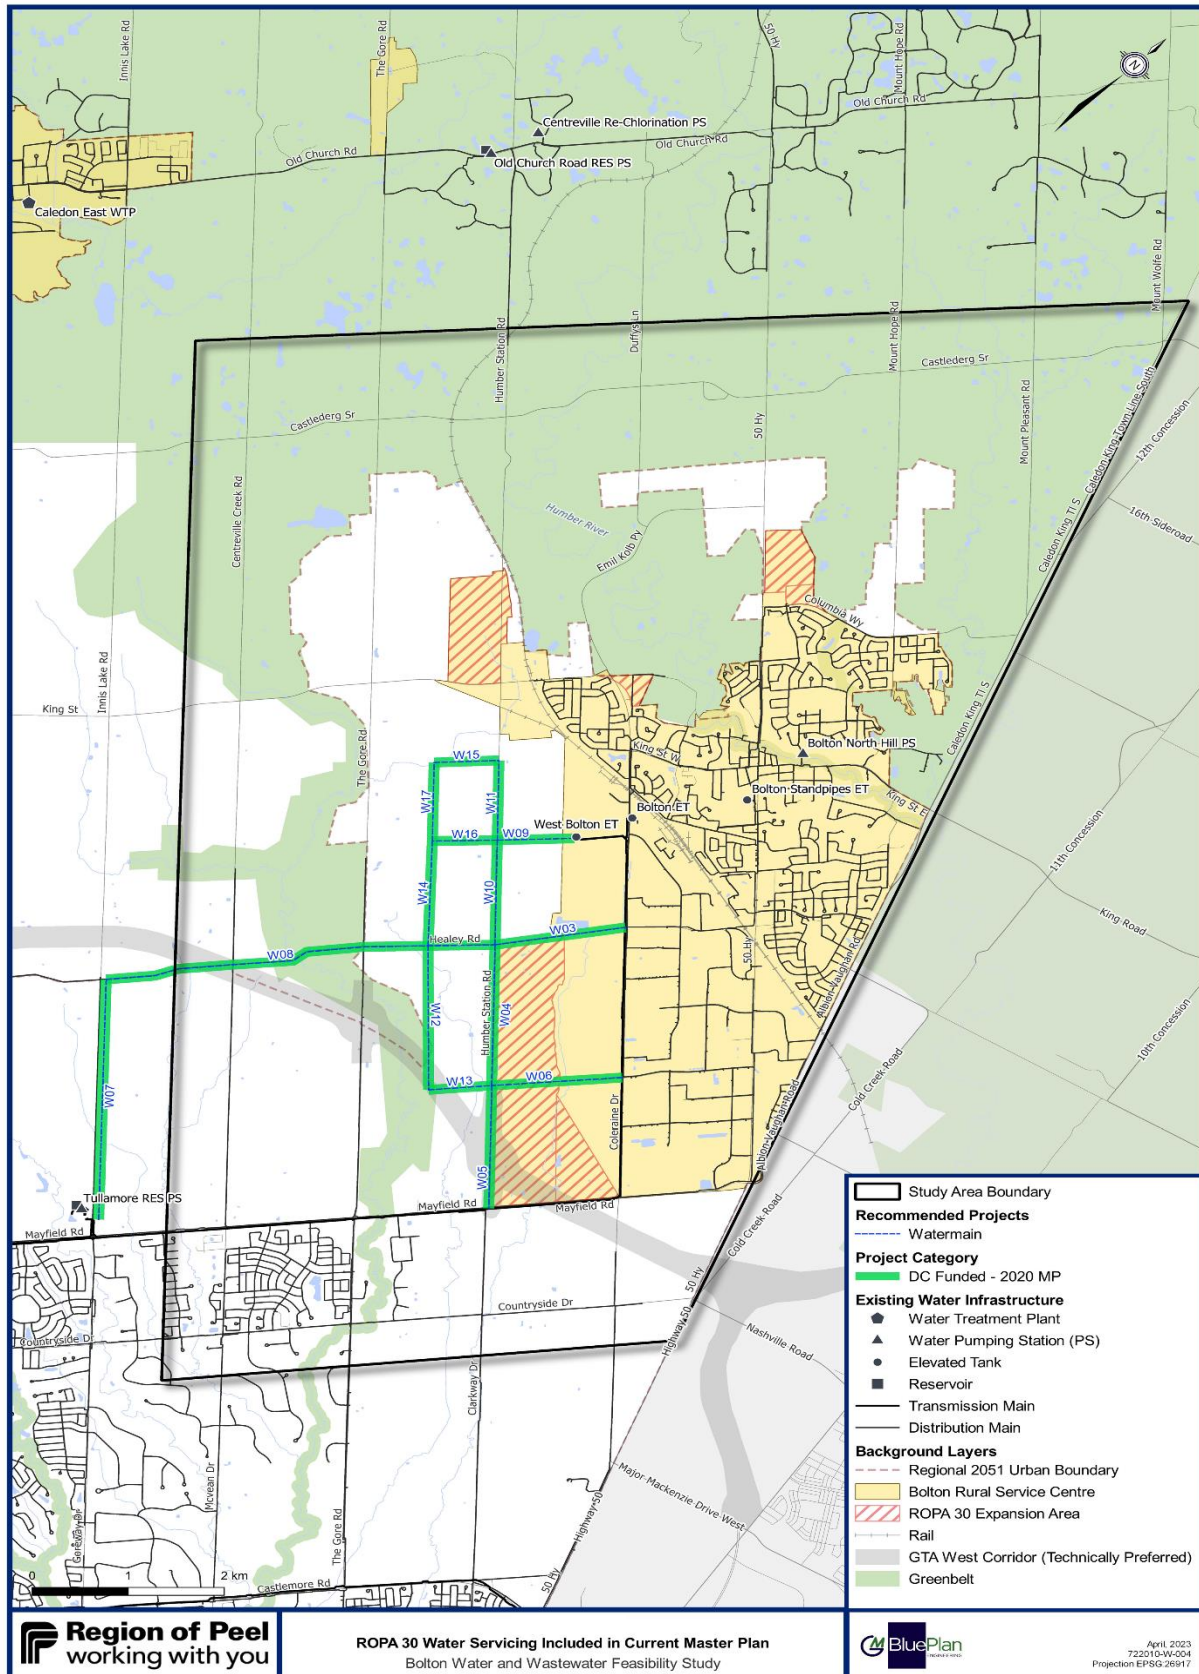 Innis Lake Rd
The Gore Rd
50 Hy
Mount Hope Rd
N
Old Church Rd
Centreville Re-Chlorination PS
Old Church Rd
Old Church Rd
Old Church Road RES PS
Caledon East WTP
Mount Wolfe Rd
Humber Station Rd
Duffys Ln
Mount Hope Rd
Castlederg Sr
Castlederg Sr
Mount Pleasant Rd
Caledon King Town Line South
12th Concession
50 Hy
Centreville Creek Rd
Humber River
Emil Kolb Py
Caledon King Tl S
16th Sideroad
Columbia Wy
Innis Lake Rd
King St
Caledon King Tl S
The Gore Rd
King St W
Bolton North Hill PS
W15
W17
W11
Bolton Standpipes ET
King St E
Bolton ET
West Bolton ET
W16
W09
11th Concession
W14
W10
King Road
W03
Healey Rd
50 Hy
W08
Albion-Vaughan Rd
Humber Station Rd
W04
W12
10th Concession
Cold Creek Road
W13
W06
W07
Coleraine Dr
Albion-Vaughan Road
W05
Tullamore RES PS
Mayfield Rd
Mayfield Rd
Mayfield Rd
Cold Creek Road
50 Hy
Countryside Dr
Highway 50
Nashville Road
Countryside Dr
Clarkway Dr
Mcvean Dr
Major Mackenzie Drive West
The Gore Rd
Goreway Dr
Highway 50
50 Hy
Castlemore Rd
0 1 2 km
Study Area Boundary
Recommended Projects
Watermain
Project Category
DC Funded - 2020 MP
Existing Water Infrastructure
Water Treatment Plant
Water Pumping Station (PS)
Elevated Tank
Reservoir
Transmission Main
Distribution Main
Background Layers
Regional 2051 Urban Boundary
Bolton Rural Service Centre
ROPA 30 Expansion Area
Rail
GTA West Corridor (Technically Preferred)
Greenbelt
Region of Peel
working with you
ROPA 30 Water Servicing Included in Current Master Plan
Bolton Water and Wastewater Feasibility Study
GM BluePlan
April, 2023
722010-W-004
Projection EPSG:26917